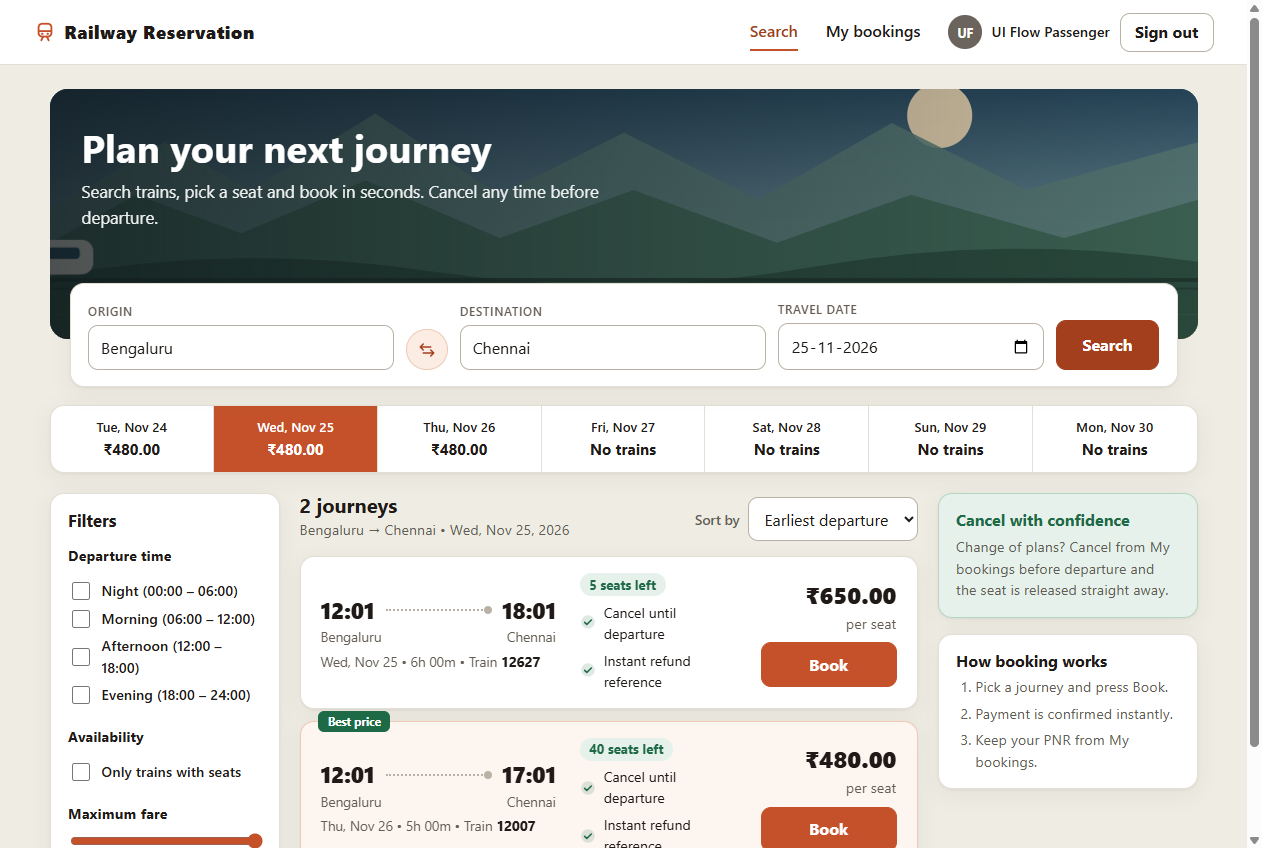 Railway Reservation
Search
My bookings
UF
UI Flow Passenger
Sign out
Plan your next journey
Search trains, pick a seat and book in seconds. Cancel any time before
departure.
ORIGIN
Bengaluru
DESTINATION
Chennai
TRAVEL DATE
25-11-2026
Search
Tue, Nov 24
₹480.00
Wed, Nov 25
₹480.00
Thu, Nov 26
₹480.00
Fri, Nov 27
No trains
Sat, Nov 28
No trains
Sun, Nov 29
No trains
Mon, Nov 30
No trains
Filters
Departure time
Night (00:00 – 06:00)
Morning (06:00 – 12:00)
Afternoon (12:00 –
18:00)
Evening (18:00 – 24:00)
Availability
Only trains with seats
Maximum fare
2 journeys
Bengaluru → Chennai • Wed, Nov 25, 2026
Sort by
Earliest departure
12:01
18:01
Bengaluru
Chennai
Wed, Nov 25 • 6h 00m • Train 12627
5 seats left
Cancel until
departure
Instant refund
reference
₹650.00
per seat
Book
Best price
12:01
17:01
Bengaluru
Chennai
Thu, Nov 26 • 5h 00m • Train 12007
40 seats left
Cancel until
departure
Instant refund
reference
₹480.00
per seat
Book
Cancel with confidence
Change of plans? Cancel from My
bookings before departure and
the seat is released straight away.
How booking works
1. Pick a journey and press Book.
2. Payment is confirmed instantly.
3. Keep your PNR from My
bookings.